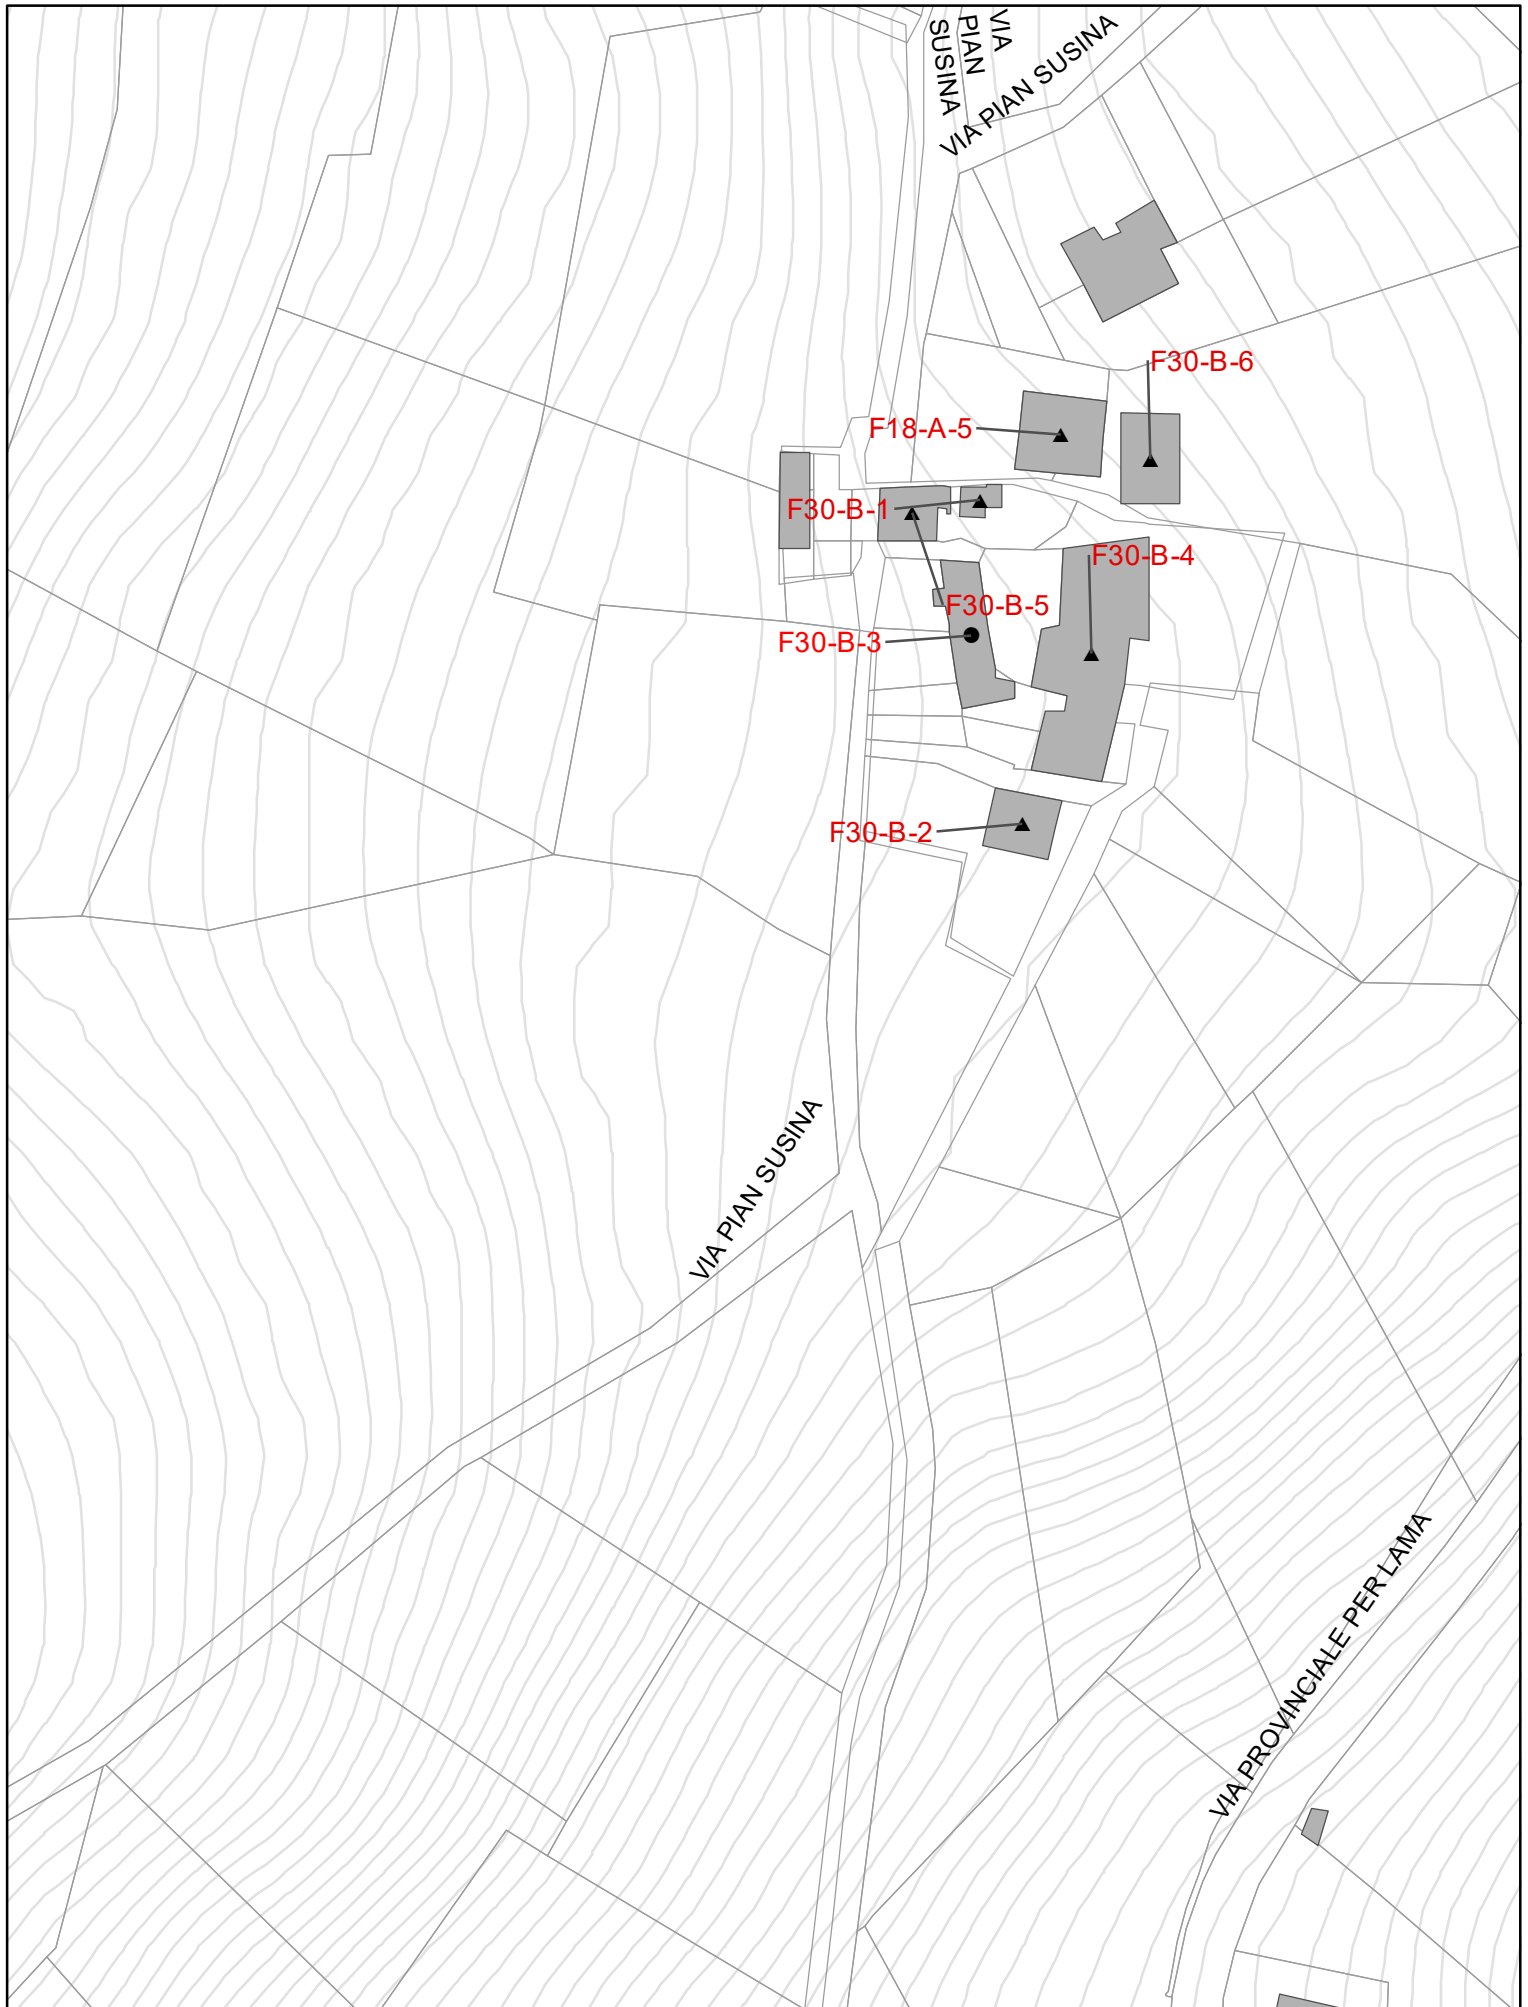 VIA
PIAN
SUSINA
VIA PIAN SUSINA
F30-B-6
F18-A-5
F30-B-1
F30-B-4
F30-B-5
F30-B-3
F30-B-2
VIA PIAN SUSINA
VIA PROVINCIALE PER LAMA